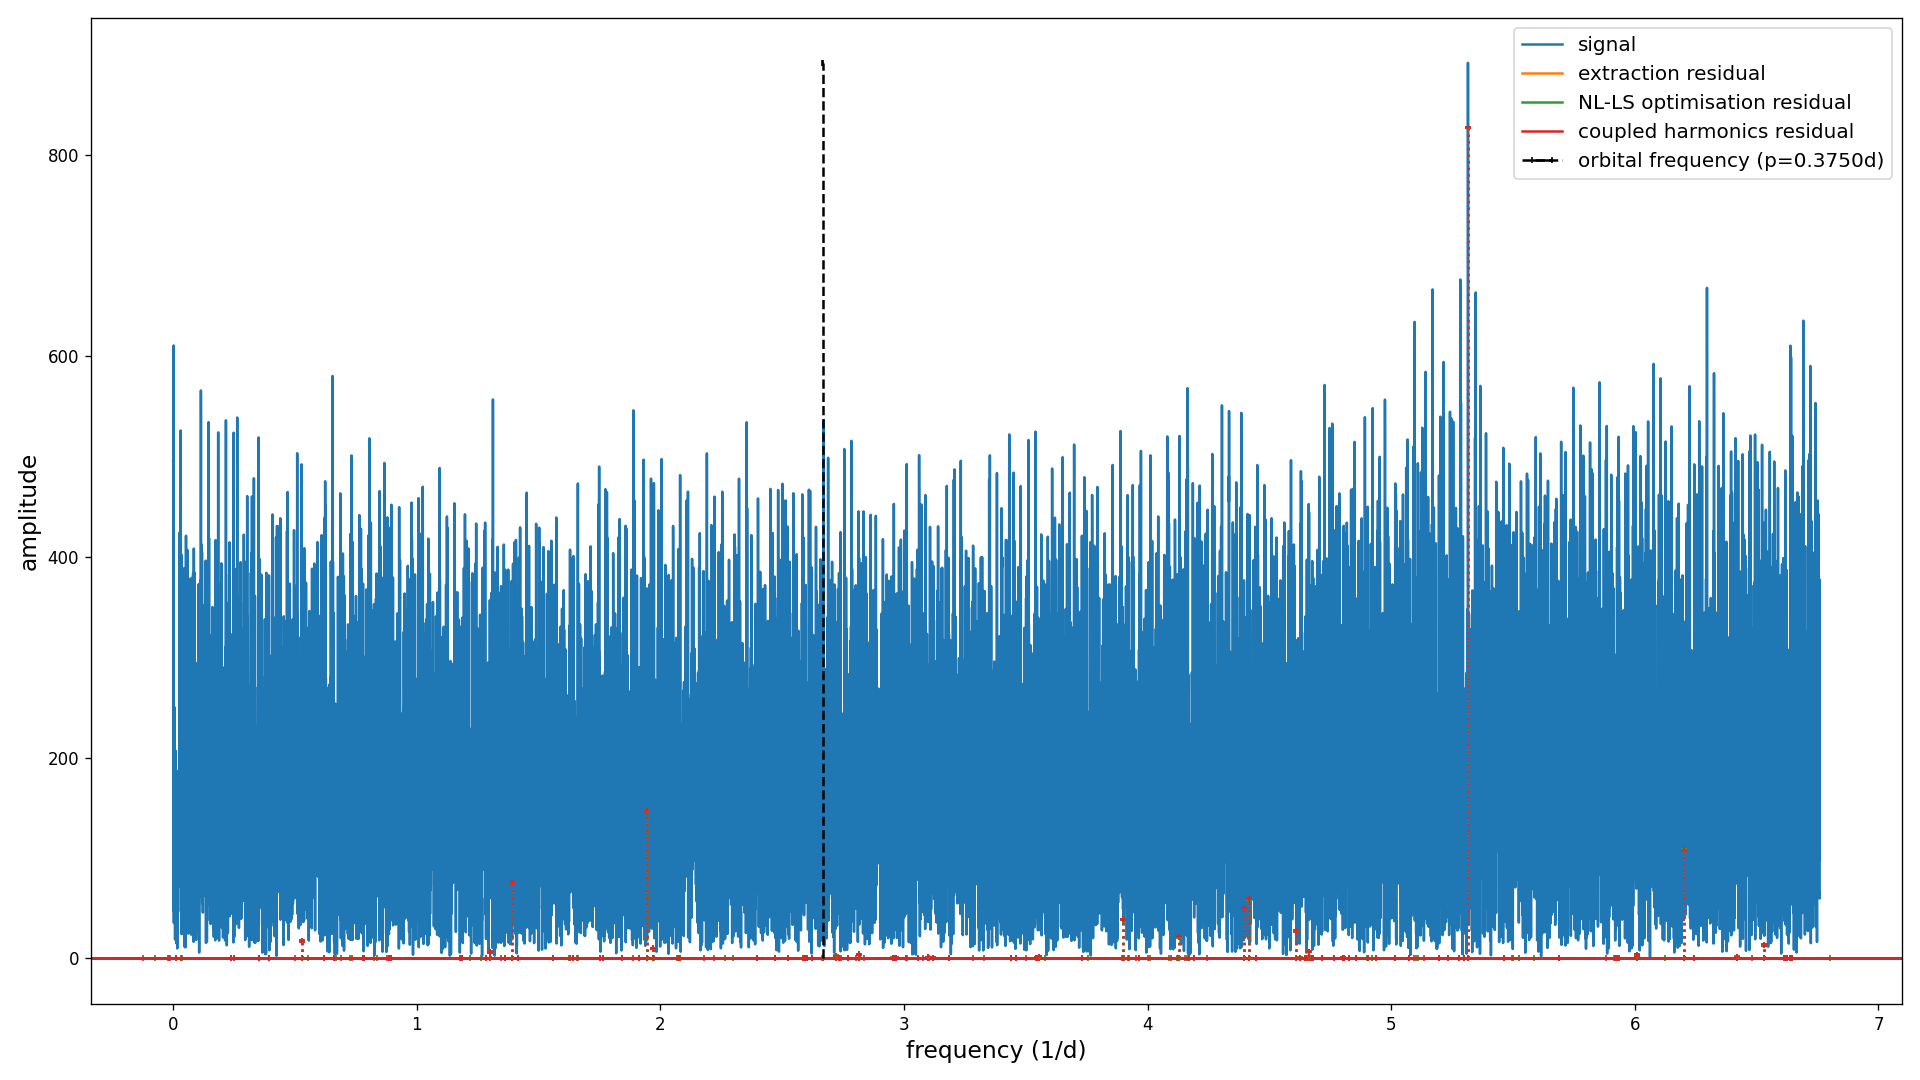 signal
extraction residual
NL-LS optimisation residual
coupled harmonics residual
orbital frequency (p=0.3750d)
amplitude
800
600
400
200
0
0 1 2 3 4 5 6 7
frequency (1/d)